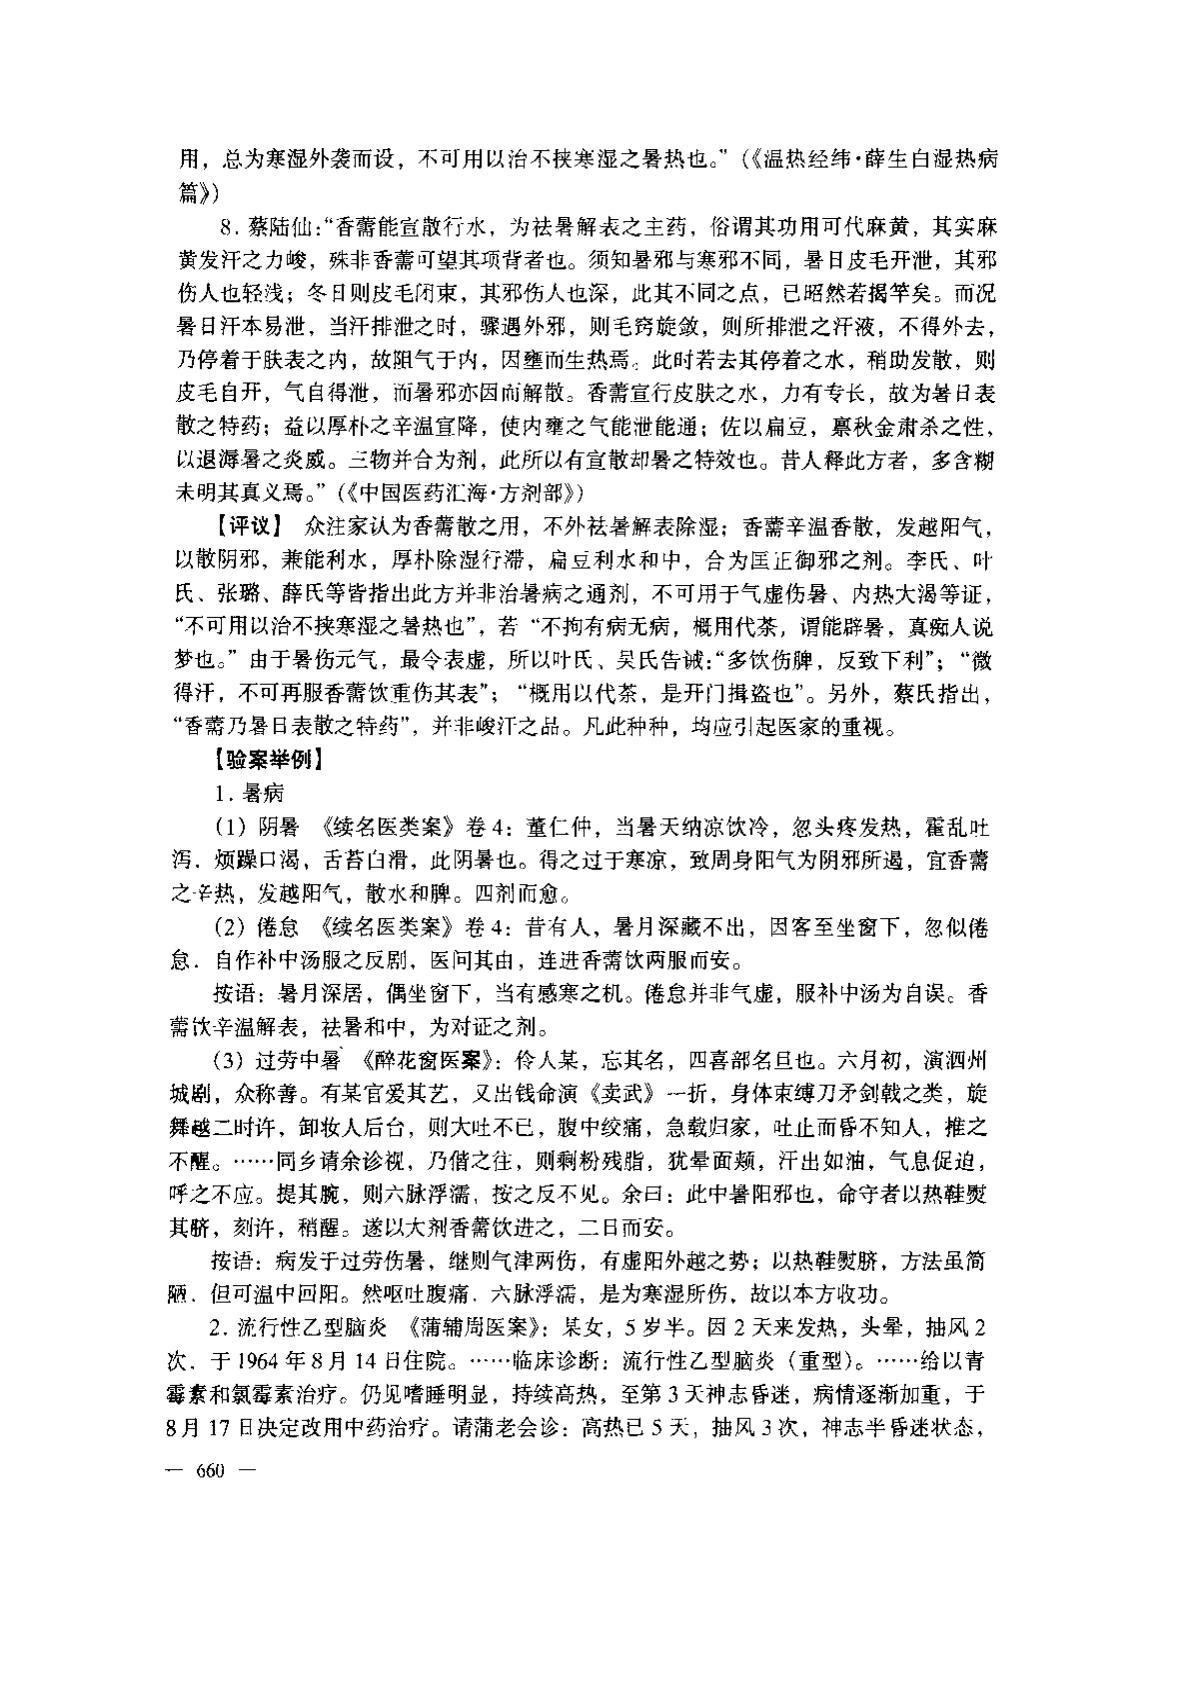 用，总为寒湿外袭而设，不可用以治不挟寒湿之暑热也。”（《温热经纬·薛生白湿热病
篇》）
8．蔡陆仙：“香薷能宣散行水，为祛暑解表之主药，俗谓其功用可代麻黄，其实麻
黄发汗之力峻，殊非香薷可望其项背者也。须知暑邪与寒邪不同，暑日皮毛开泄，其邪
伤人也轻浅；冬日则皮毛闭束，其邪伤人也深，此其不同之点，已昭然若揭竿矣。而况
暑日汗本易泄，当汗排泄之时，骤遇外邪，则毛窍旋敛，则所排泄之汗液，不得外去，
乃停着于肤表之内，故阻气于内，因壅而生热焉。此时若去其停着之水，稍助发散，则
皮毛自开，气自得泄，而暑邪亦因而解散。香薷宣行皮肤之水，力有专长，故为暑日表
散之特药；益以厚朴之辛温宣降，使内壅之气能泄能通；佐以扁豆，禀秋金肃杀之性，
以退溽暑之炎威。三物并合为剂，此所以有宣散却暑之特效也。昔人释此方者，多含糊
未明其真义焉。”（《中国医药汇海·方剂部》）
【评议】 众注家认为香薷散之用，不外祛暑解表除湿；香薷辛温香散，发越阳气，
以散阴邪，兼能利水，厚朴除湿行滞，扁豆利水和中，合为匡正御邪之剂。李氏、叶
氏、张璐、薛氏等皆指出此方并非治暑病之通剂，不可用于气虚伤暑、内热大渴等证，
“不可用以治不挟寒湿之暑热也”，若“不拘有病无病，概用代茶，谓能辟暑，真痴人说
梦也。”由于暑伤元气，最令表虚，所以叶氏、吴氏告诫：“多饮伤脾，反致下利”；“微
得汗，不可再服香薷饮重伤其表”；“概用以代茶，是开门揖盗也”。另外，蔡氏指出，
“香薷乃暑日表散之特药”，并非峻汗之品。凡此种种，均应引起医家的重视。
【验案举例】
1．暑病
（1）阴暑 《续名医类案》卷4：董仁仲，当暑天纳凉饮冷，忽头疼发热，霍乱吐
泻．烦躁口渴，舌苔白滑，此阴暑也。得之过于寒凉，致周身阳气为阴邪所遏，宜香薷
之辛热，发越阳气，散水和脾。四剂而愈。
（2）倦怠 《续名医类案》卷4：昔有人，暑月深藏不出，因客至坐窗下，忽似倦
怠．自作补中汤服之反剧，医问其由，连进香薷饮两服而安。
按语：暑月深居，偶坐窗下，当有感寒之机。倦怠并非气虚，服补中汤为自误。香
薷饮辛温解表，祛暑和中，为对证之剂。
（3）过劳中暑 《醉花窗医案》：伶人某，忘其名，四喜部名旦也。六月初，演泗州
城剧，众称善。有某官爱其艺，又出钱命演《卖武》一折，身体束缚刀矛剑戟之类，旋
舞越二时许，卸妆人后台，则大吐不已，腹中绞痛，急载归家，吐止而昏不知人，推之
不醒。……同乡请余诊视，乃偕之往，则剩粉残脂，犹晕面颊，汗出如油，气息促迫，
呼之不应。提其腕，则六脉浮濡，按之反不见。余曰：此中暑阳邪也，命守者以热鞋熨
其脐，刻许，稍醒。遂以大剂香薷饮进之，二日而安。
按语：病发于过劳伤暑，继则气津两伤，有虚阳外越之势；以热鞋熨脐，方法虽简
陋．但可温中回阳。然呕吐腹痛．六脉浮濡，是为寒湿所伤，故以本方收功。
2．流行性乙型脑炎 《蒲辅周医案》：某女，5岁半。因2天来发热，头晕，抽风2
次．于1964年8月14日住院。……临床诊断：流行性乙型脑炎（重型）。……给以青
霉素和氯霉素治疗。仍见嗜睡明显，持续高热，至第3天神志昏迷，病情逐渐加重，于
8月17日决定改用中药治疗。请蒲老会诊：高热已5天，抽风3次，神志半昏迷状态，
— 660 —